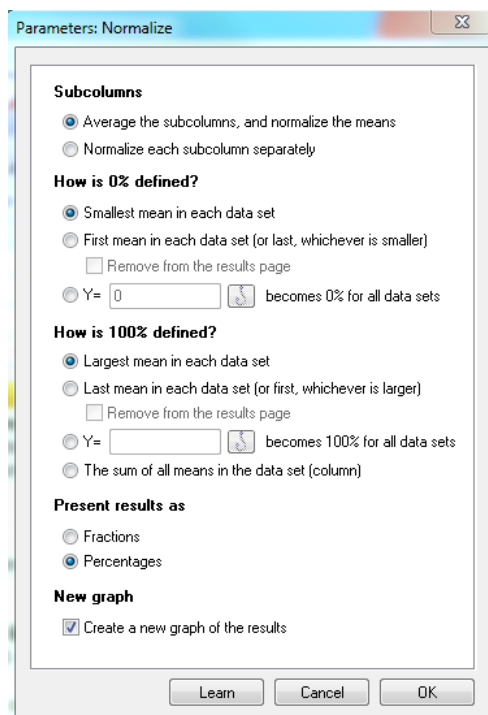 Parameters: Normalize
Subcolumns
Average the subcolumns, and normalize the means
Normalize each subcolumn separately
How is 0% defined?
Smallest mean in each data set
First mean in each data set (or last, whichever is smaller)
Remove from the results page
Y= 0 becomes 0% for all data sets
How is 100% defined?
Largest mean in each data set
Last mean in each data set (or first, whichever is larger)
Remove from the results page
Y= becomes 100% for all data sets
The sum of all means in the data set (column)
Present results as
Fractions
Percentages
New graph
Create a new graph of the results
Learn Cancel OK